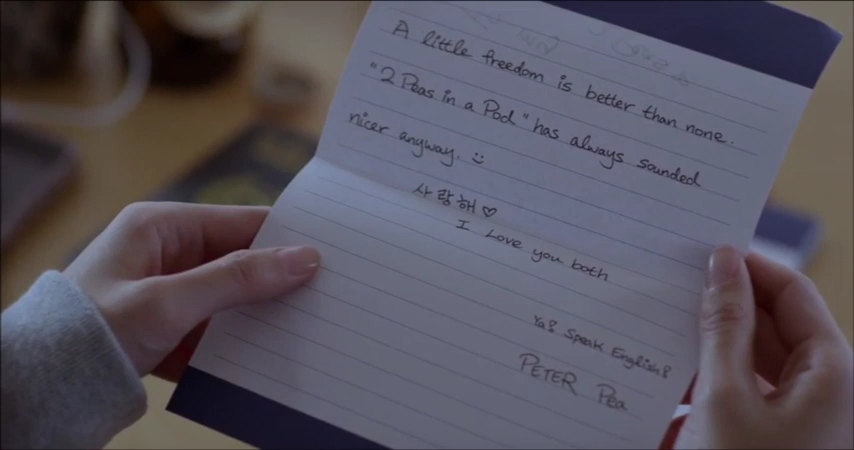 A little freedom is better than none.
"2 Peas in a Pod" has always sounded
nicer anyway. :)
사랑해♡
I Love you both
Ya! Speak English!
PETER Pea